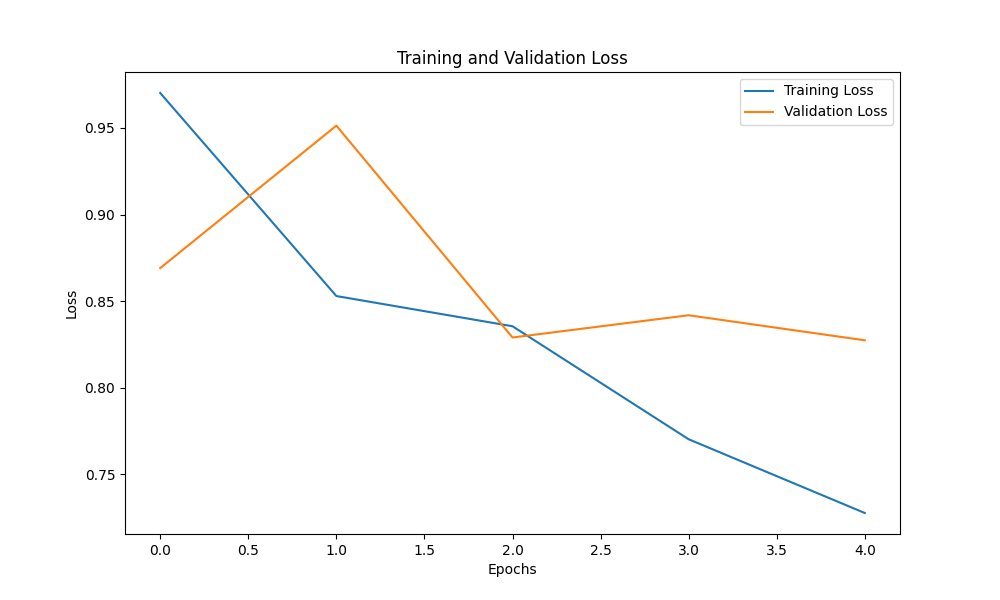 Training and Validation Loss
Training Loss
Validation Loss
Loss
0.95
0.90
0.85
0.80
0.75
0.0 0.5 1.0 1.5 2.0 2.5 3.0 3.5 4.0
Epochs